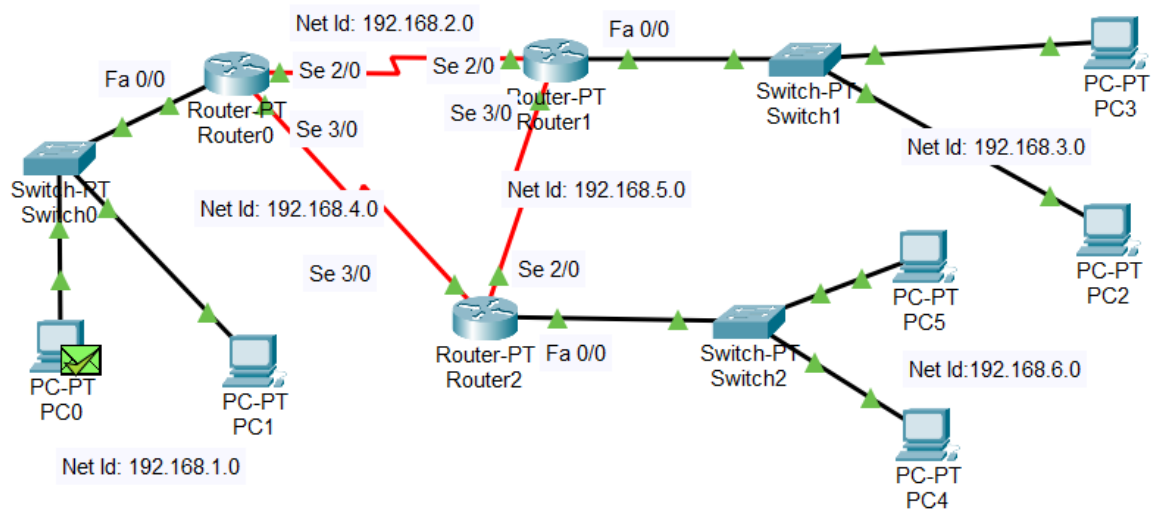 Net Id: 192.168.2.0
Fa 0/0
Fa 0/0
Se 2/0
Se 2/0
Router-PT
Router0
Router-PT
Router1
Switch-PT
Switch1
PC-PT
PC3
Se 3/0
Se 3/0
Net Id: 192.168.3.0
Switch-PT
Switch0
Net Id: 192.168.4.0
Net Id: 192.168.5.0
Se 3/0
Se 2/0
PC-PT
PC2
PC-PT
PC5
Router-PT
Router2
Fa 0/0
Switch-PT
Switch2
Net Id:192.168.6.0
PC-PT
PC0
PC-PT
PC1
Net Id: 192.168.1.0
PC-PT
PC4